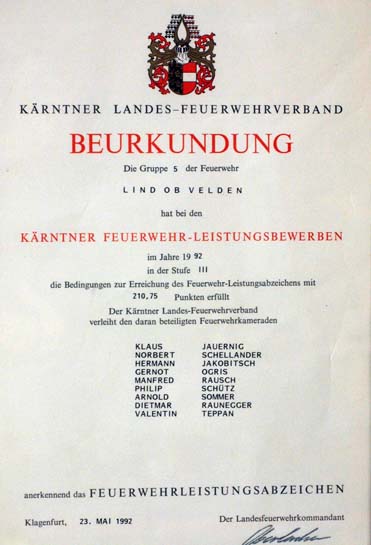 KÄRNTNER LANDES-FEUERWEHRVERBAND
BEURKUNDUNG
Die Gruppe 5 der Feuerwehr
LIND OB VELDEN
hat bei den
KÄRNTNER FEUERWEHR-LEISTUNGSBEWERBEN
im Jahre 19 92
in der Stufe III
die Bedingungen zur Erreichung des Feuerwehr-Leistungsabzeichens mit
210,75 Punkten erfüllt
Der Kärntner Landes-Feuerwehrverband
verleiht den daran beteiligten Feuerwehrkameraden
KLAUS JAUERNIG
NORBERT SCHELLANDER
HERMANN JAKOBITSCH
GERNOT OGRIS
MANFRED RAUSCH
PHILIP SCHÜTZ
ARNOLD SOMMER
DIETMAR RAUNEGGER
VALENTIN TEPPAN
anerkennend das FEUERWEHRLEISTUNGSABZEICHEN
Klagenfurt, 23. MAI 1992 Der Landesfeuerwehrkommandant